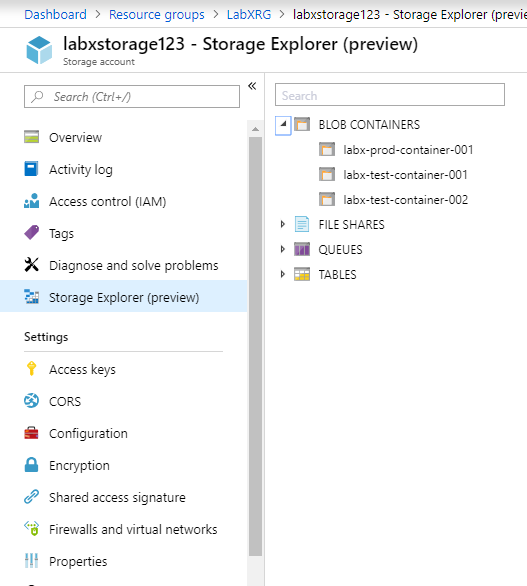 Dashboard > Resource groups > LabXRG > labxstorage123 - Storage Explorer (previe
labxstorage123 - Storage Explorer (preview)
Storage account
Search (Ctrl+/)
«
Overview
Activity log
Access control (IAM)
Tags
Diagnose and solve problems
Storage Explorer (preview)
Settings
Access keys
CORS
Configuration
Encryption
Shared access signature
Firewalls and virtual networks
Properties
Search
BLOB CONTAINERS
labx-prod-container-001
labx-test-container-001
labx-test-container-002
FILE SHARES
QUEUES
TABLES